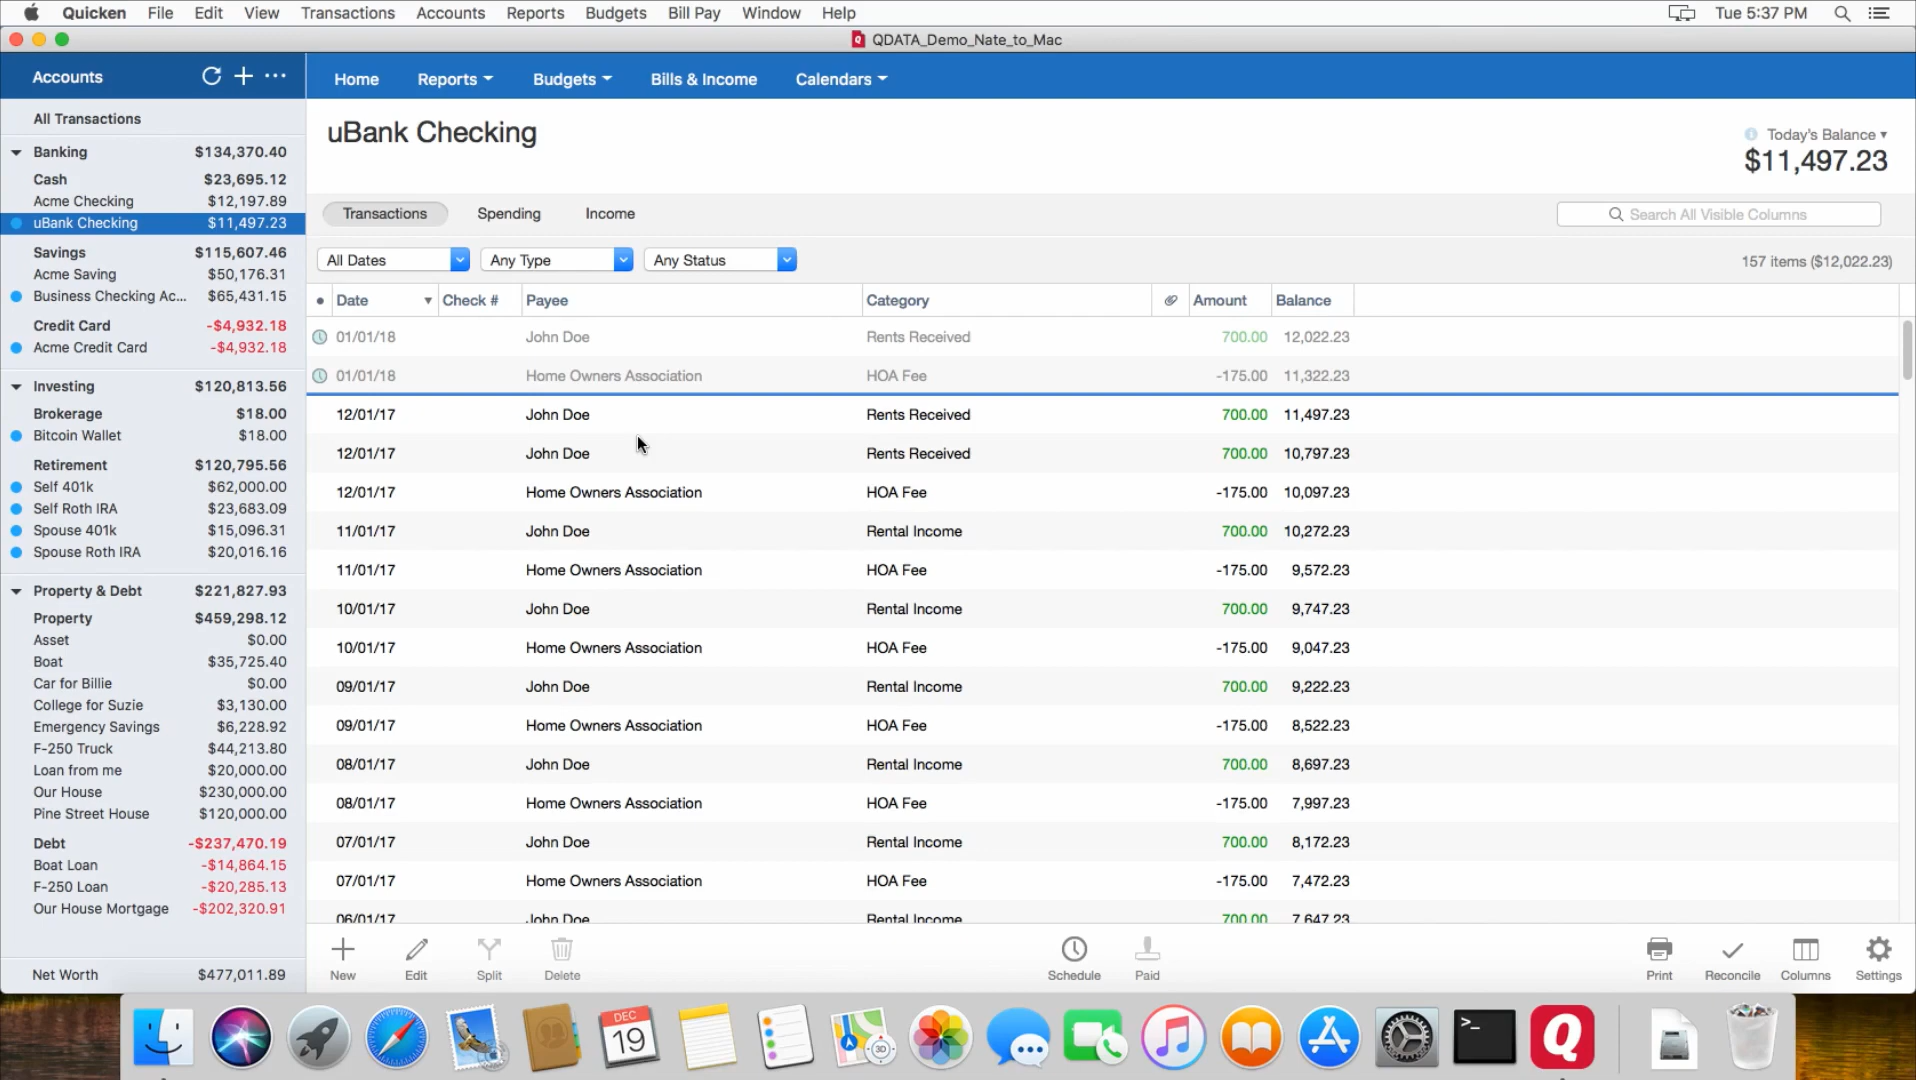 Quicken File Edit View Transactions Accounts Reports Budgets Bill Pay Window Help Tue 5:37 PM
QDATA_Demo_Nate_to_Mac
Accounts
Home Reports Budgets Bills & Income Calendars
All Transactions
Banking $134,370.40
Cash $23,695.12
Acme Checking $12,197.89
uBank Checking $11,497.23
Savings $115,607.46
Acme Saving $50,176.31
Business Checking Ac... $65,431.15
Credit Card -$4,932.18
Acme Credit Card -$4,932.18
Investing $120,813.56
Brokerage $18.00
Bitcoin Wallet $18.00
Retirement $120,795.56
Self 401k $62,000.00
Self Roth IRA $23,683.09
Spouse 401k $15,096.31
Spouse Roth IRA $20,016.16
Property & Debt $221,827.93
Property $459,298.12
Asset $0.00
Boat $35,725.40
Car for Billie $0.00
College for Suzie $3,130.00
Emergency Savings $6,228.92
F-250 Truck $44,213.80
Loan from me $20,000.00
Our House $230,000.00
Pine Street House $120,000.00
Debt -$237,470.19
Boat Loan -$14,864.15
F-250 Loan -$20,285.13
Our House Mortgage -$202,320.91
Net Worth $477,011.89
uBank Checking
Today's Balance
$11,497.23
Transactions Spending Income
Search All Visible Columns
All Dates Any Type Any Status
157 items ($12,022.23)
Date Check # Payee Category Amount Balance
01/01/18 John Doe Rents Received 700.00 12,022.23
01/01/18 Home Owners Association HOA Fee -175.00 11,322.23
12/01/17 John Doe Rents Received 700.00 11,497.23
12/01/17 John Doe Rents Received 700.00 10,797.23
12/01/17 Home Owners Association HOA Fee -175.00 10,097.23
11/01/17 John Doe Rental Income 700.00 10,272.23
11/01/17 Home Owners Association HOA Fee -175.00 9,572.23
10/01/17 John Doe Rental Income 700.00 9,747.23
10/01/17 Home Owners Association HOA Fee -175.00 9,047.23
09/01/17 John Doe Rental Income 700.00 9,222.23
09/01/17 Home Owners Association HOA Fee -175.00 8,522.23
08/01/17 John Doe Rental Income 700.00 8,697.23
08/01/17 Home Owners Association HOA Fee -175.00 7,997.23
07/01/17 John Doe Rental Income 700.00 8,172.23
07/01/17 Home Owners Association HOA Fee -175.00 7,472.23
06/01/17 John Doe Rental Income 700.00 7,647.23
New Edit Split Delete Schedule Paid Print Reconcile Columns Settings
DEC
19
3D
>_
Q